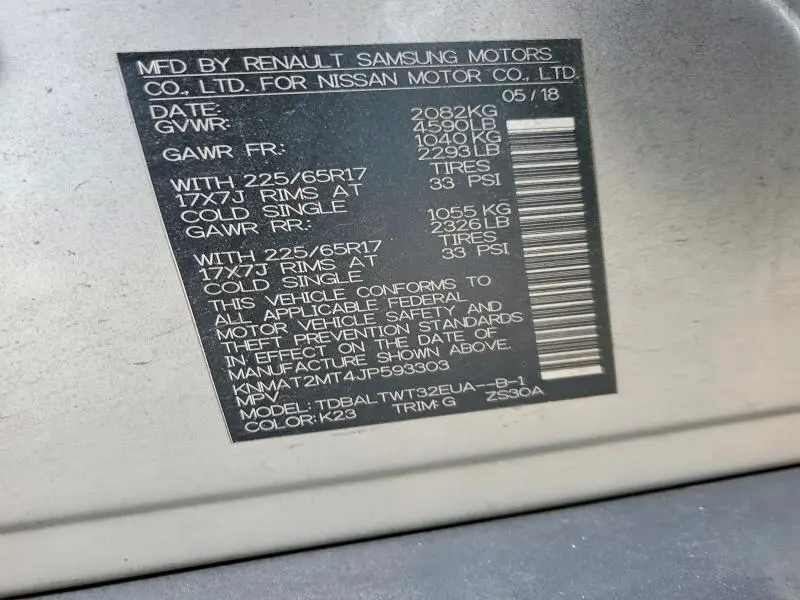 MFD BY RENAULT SAMSUNG MOTORS
CO., LTD. FOR NISSAN MOTOR CO., LTD.
DATE: 05/18
GVWR: 2082KG
4590LB
GAWR FR.: 1040 KG
2293LB
WITH 225/65R17 TIRES
17X7J RIMS AT 33 PSI
COLD SINGLE
GAWR RR.: 1055 KG
2326LB
WITH 225/65R17 TIRES
17X7J RIMS AT 33 PSI
COLD SINGLE
THIS VEHICLE CONFORMS TO
ALL APPLICABLE FEDERAL
MOTOR VEHICLE SAFETY AND
THEFT PREVENTION STANDARDS
IN EFFECT ON THE DATE OF
MANUFACTURE SHOWN ABOVE.
KNMAT2MT4JP593303
MPV
MODEL: TDBALTWT32EUA--B-1
COLOR:K23 TRIM:G ZS30A